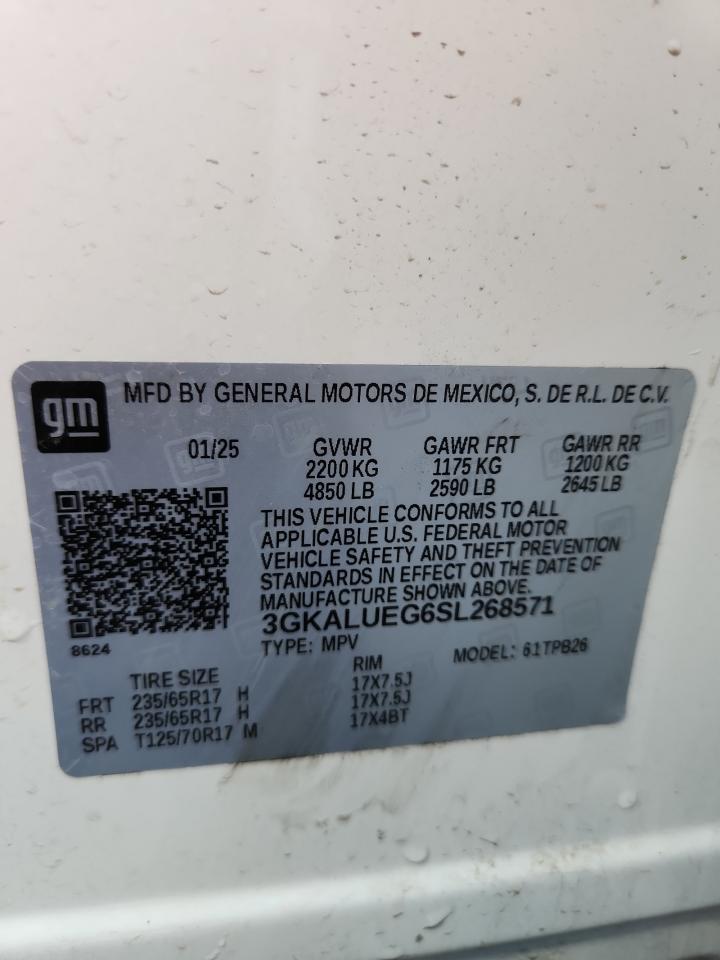 gm
MFD BY GENERAL MOTORS DE MEXICO, S. DE R.L. DE C.V.
01/25 GVWR GAWR FRT GAWR RR
2200 KG 1175 KG 1200 KG
4850 LB 2590 LB 2645 LB
THIS VEHICLE CONFORMS TO ALL
APPLICABLE U.S. FEDERAL MOTOR
VEHICLE SAFETY AND THEFT PREVENTION
STANDARDS IN EFFECT ON THE DATE OF
MANUFACTURE SHOWN ABOVE.
3GKALUEG6SL268571
8624
TYPE: MPV MODEL: 61TPB26
TIRE SIZE RIM
FRT 235/65R17 H 17X7.5J
RR 235/65R17 H 17X7.5J
SPA T125/70R17 M 17X4BT